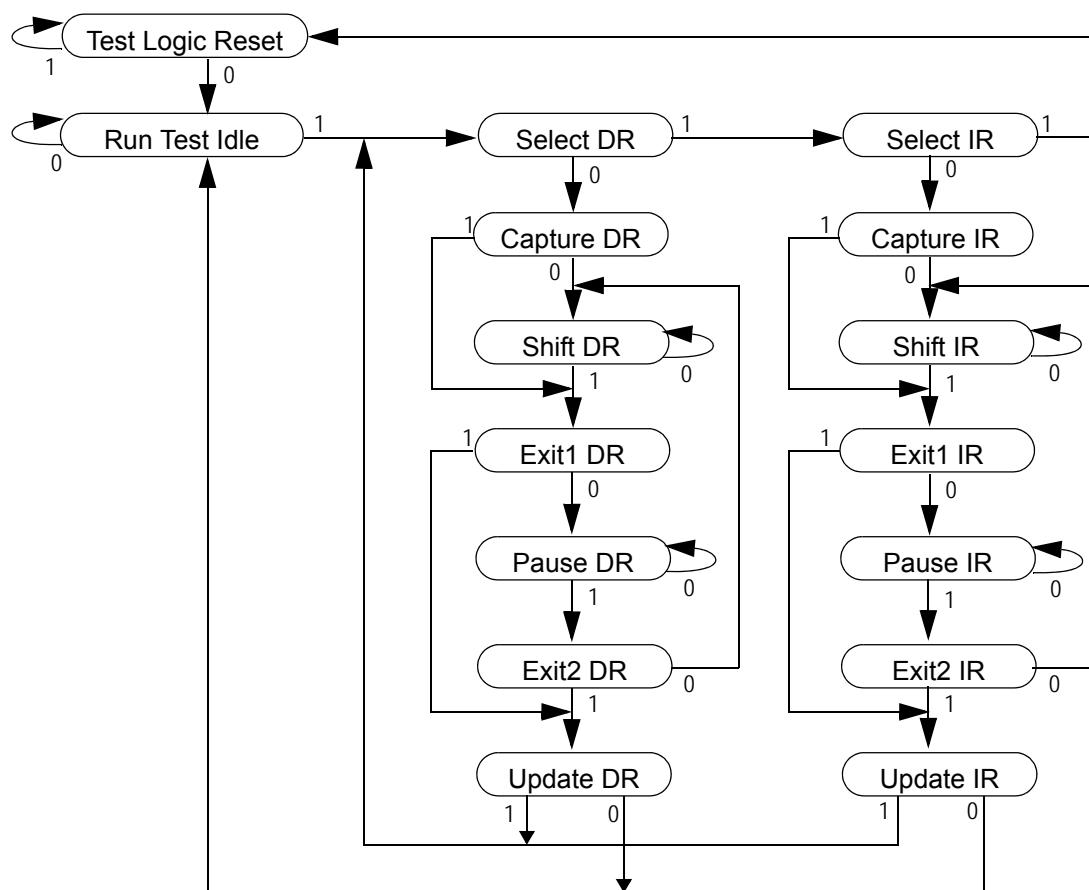 Test Logic Reset
1
0
Run Test Idle
1
Select DR
1
Select IR
1
0
0
0
1
Capture DR
1
Capture IR
0
0
Shift DR
Shift IR
1
0
1
0
1
Exit1 DR
1
Exit1 IR
0
0
Pause DR
Pause IR
1
0
1
0
Exit2 DR
Exit2 IR
1
0
1
0
Update DR
Update IR
1
0
1
0